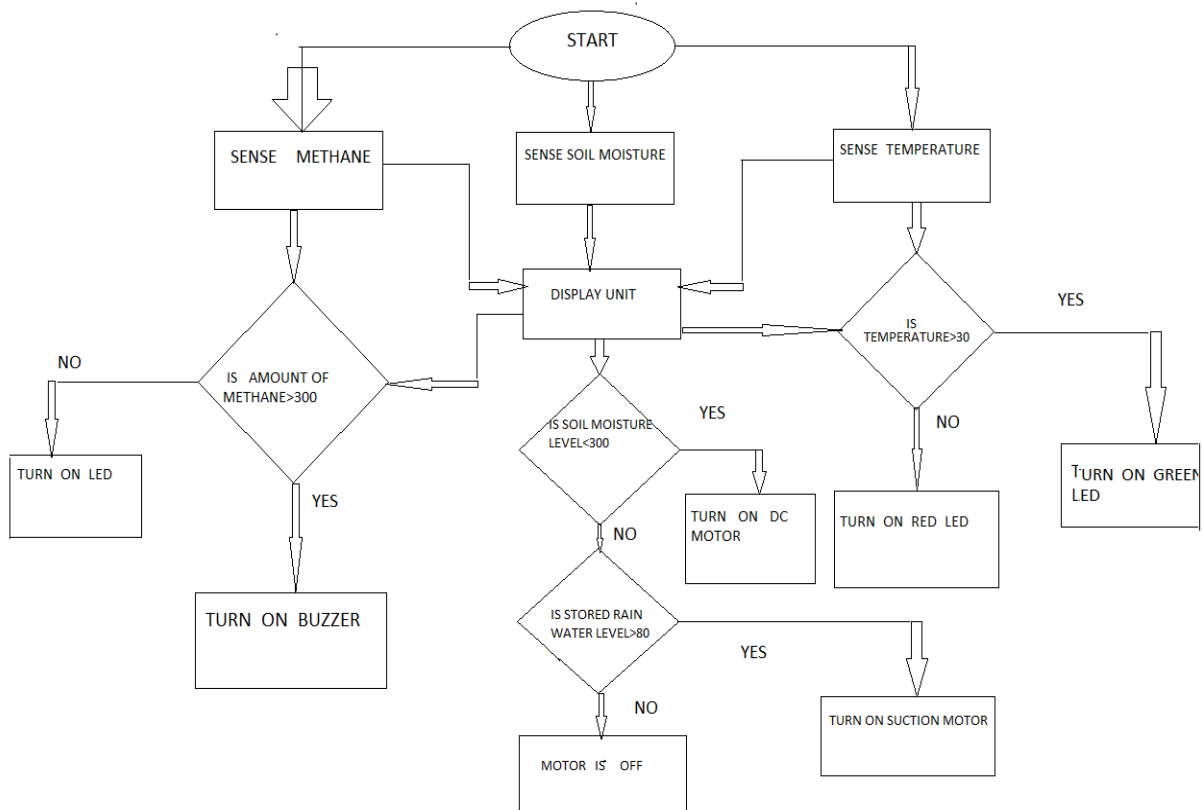 START
SENSE METHANE
SENSE SOIL MOISTURE
SENSE TEMPERATURE
DISPLAY UNIT
YES
IS
TEMPERATURE>30
NO
IS AMOUNT OF
METHANE>300
YES
IS SOIL MOISTURE
LEVEL<300
NO
TURN ON LED
TURN ON GREEN
LED
YES
TURN ON DC
MOTOR
TURN ON RED LED
NO
TURN ON BUZZER
IS STORED RAIN
WATER LEVEL>80
YES
NO
TURN ON SUCTION MOTOR
MOTOR IS OFF